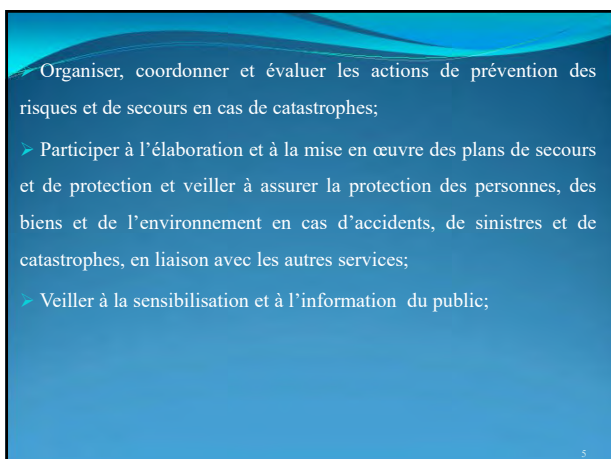 ➢ Organiser, coordonner et évaluer les actions de prévention des
risques et de secours en cas de catastrophes;
➢ Participer à l’élaboration et à la mise en œuvre des plans de secours
et de protection et veiller à assurer la protection des personnes, des
biens et de l’environnement en cas d’accidents, de sinistres et de
catastrophes, en liaison avec les autres services;
➢ Veiller à la sensibilisation et à l’information du public;
5